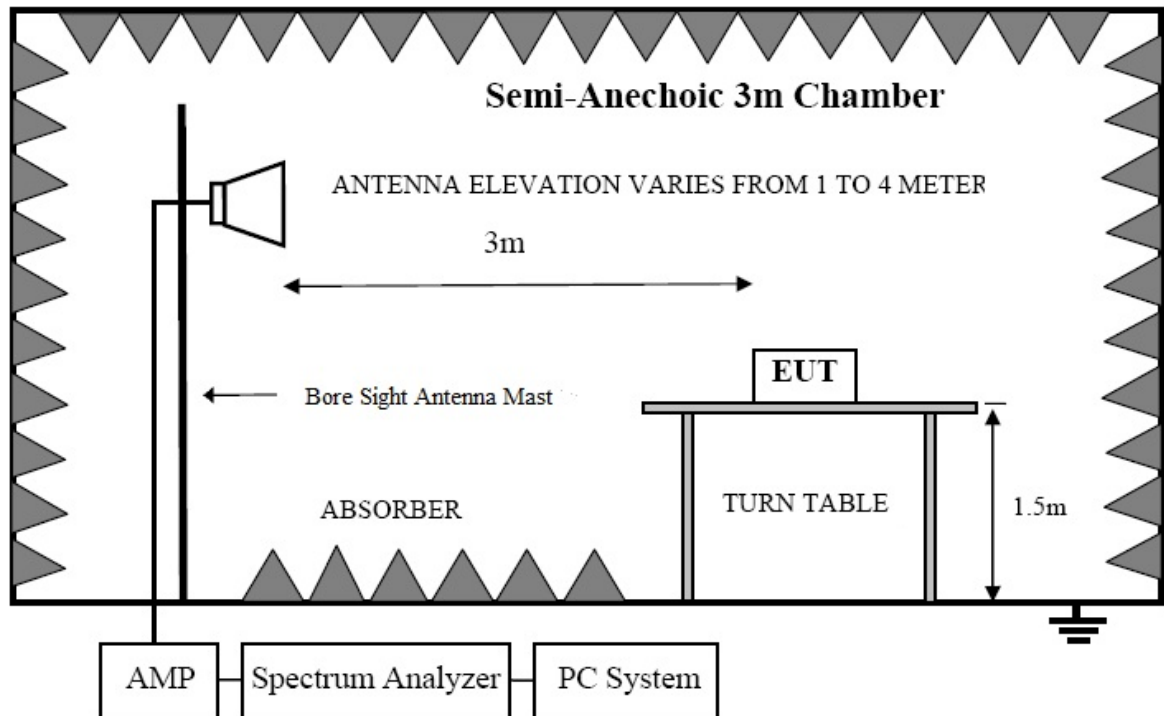 Semi-Anechoic 3m Chamber
ANTENNA ELEVATION VARIES FROM 1 TO 4 METER
3m
EUT
Bore Sight Antenna Mast
ABSORBER
TURN TABLE
1.5m
AMP
Spectrum Analyzer
PC System